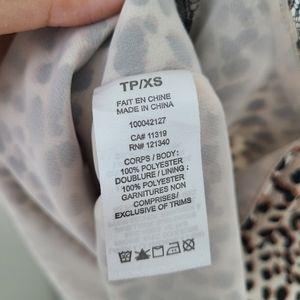 TP/XS
FAIT EN CHINE
MADE IN CHINA
100042127
CA# 11319
RN# 121340
CORPS / BODY:
100% POLYESTER
DOUBLURE / LINING:
100% POLYESTER
GARNITURES NON
COMPRISES/
EXCLUSIVE OF TRIMS